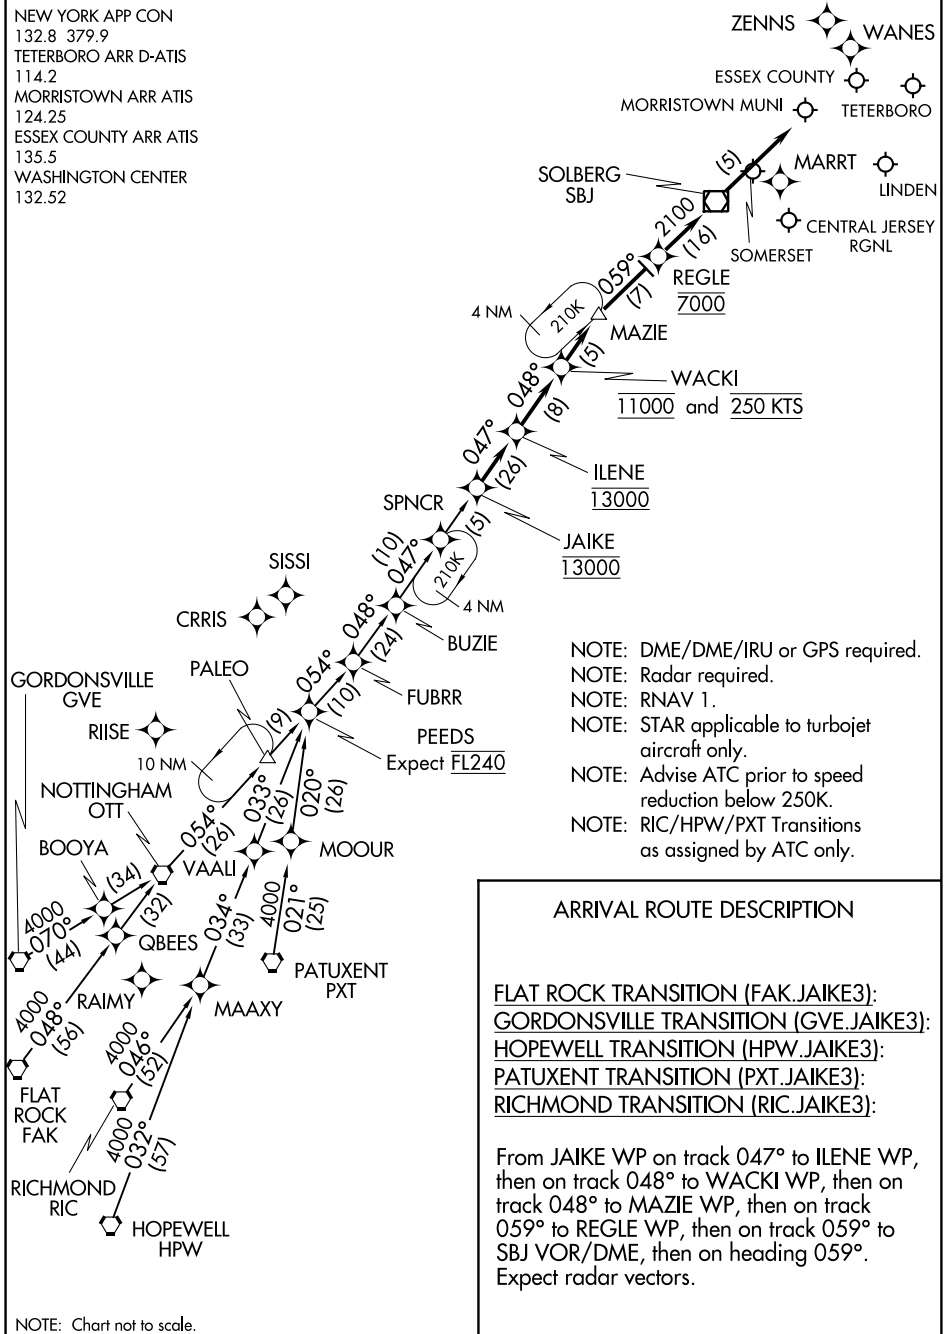 NEW YORK APP CON
132.8 379.9
TETERBORO ARR D-ATIS
114.2
MORRISTOWN ARR ATIS
124.25
ESSEX COUNTY ARR ATIS
135.5
WASHINGTON CENTER
132.52
ZENNS
WANES
ESSEX COUNTY
TETERBORO
MORRISTOWN MUNI
(5)
MARRT
LINDEN
SOLBERG
SBJ
CENTRAL JERSEY
RGNL
SOMERSET
2100
(16)
REGLE
7000
059°
(7)
4 NM
210K
MAZIE
(5)
WACKI
11000 and 250 KTS
048°
(8)
ILENE
13000
047°
(26)
SPNCR
JAIKE
13000
(5)
(10)
047°
210K
4 NM
SISSI
CRRIS
048°
(24)
BUZIE
PALEO
054°
(10)
FUBRR
GORDONSVILLE
GVE
RIISE
(9)
PEEDS
Expect FL240
10 NM
NOTTINGHAM
OTT
054°
(26)
033°
(26)
020°
(26)
BOOYA
(34)
VAALI
MOOUR
4000
070°
(44)
(32)
QBEES
034°
(33)
4000
021°
(25)
RAIMY
MAAXY
PATUXENT
PXT
4000
048°
(56)
4000
046°
(52)
FLAT
ROCK
FAK
4000
032°
(57)
RICHMOND
RIC
HOPEWELL
HPW
NOTE: Chart not to scale.
NOTE: DME/DME/IRU or GPS required.
NOTE: Radar required.
NOTE: RNAV 1.
NOTE: STAR applicable to turbojet
aircraft only.
NOTE: Advise ATC prior to speed
reduction below 250K.
NOTE: RIC/HPW/PXT Transitions
as assigned by ATC only.
ARRIVAL ROUTE DESCRIPTION
FLAT ROCK TRANSITION (FAK.JAIKE3):
GORDONSVILLE TRANSITION (GVE.JAIKE3):
HOPEWELL TRANSITION (HPW.JAIKE3):
PATUXENT TRANSITION (PXT.JAIKE3):
RICHMOND TRANSITION (RIC.JAIKE3):
From JAIKE WP on track 047° to ILENE WP,
then on track 048° to WACKI WP, then on
track 048° to MAZIE WP, then on track
059° to REGLE WP, then on track 059° to
SBJ VOR/DME, then on heading 059°.
Expect radar vectors.